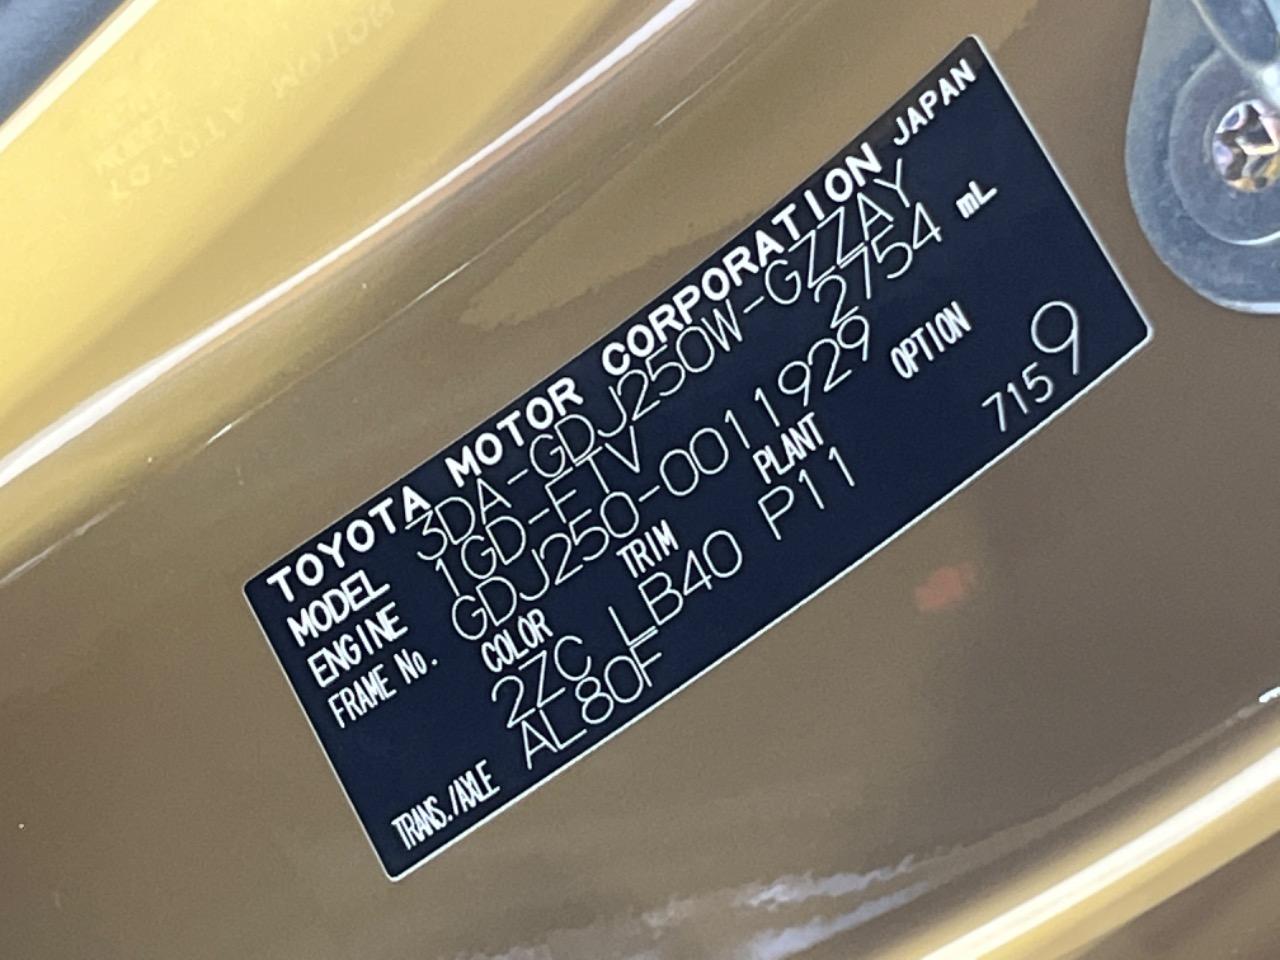 TOYOTA MOTOR CORPORATION JAPAN
MODEL 3DA-GDJ250W-GZZAY
ENGINE 1GD-FTV 2754 mL
FRAME No. GDJ250-0011929
COLOR TRIM PLANT OPTION
2ZC LB40 P11
TRANS./AXLE AL80F
7159